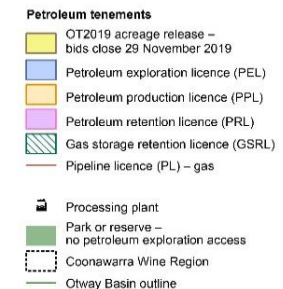 Petroleum tenements
OT2019 acreage release –
bids close 29 November 2019
Petroleum exploration licence (PEL)
Petroleum production licence (PPL)
Petroleum retention licence (PRL)
Gas storage retention licence (GSRL)
Pipeline licence (PL) – gas
Processing plant
Park or reserve –
no petroleum exploration access
Coonawarra Wine Region
Otway Basin outline